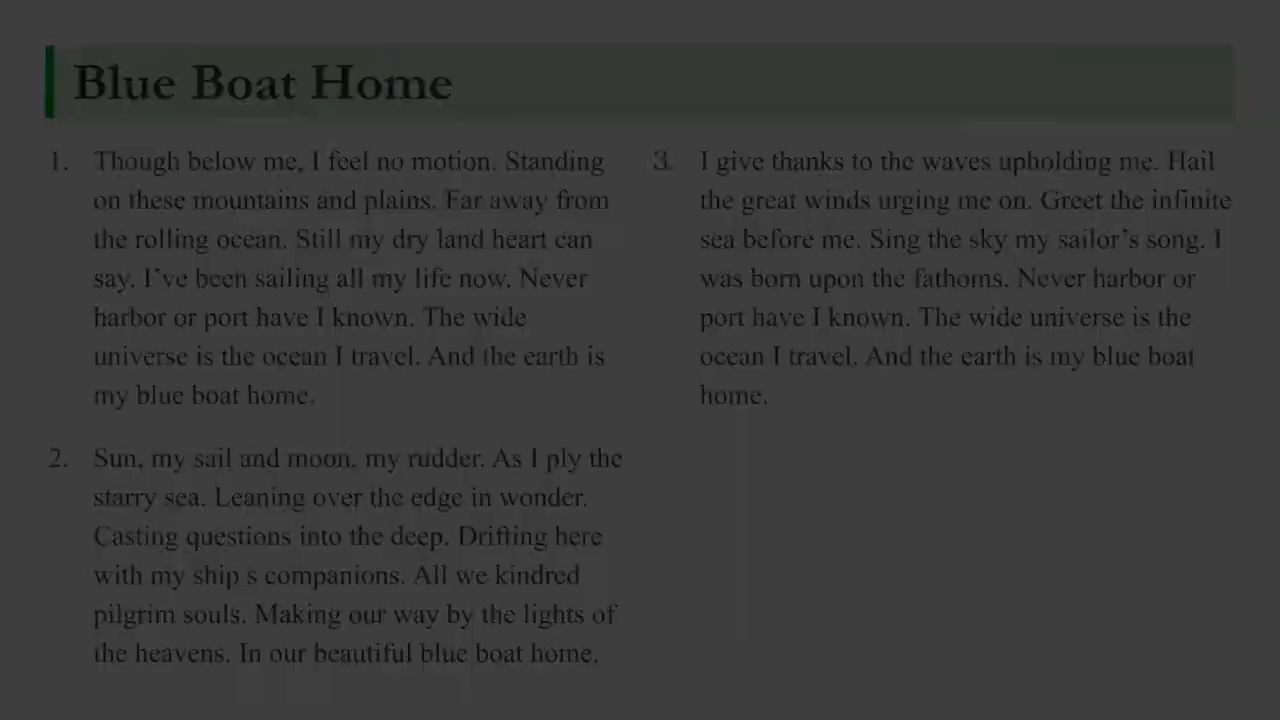 Blue Boat Home
1. Though below me, I feel no motion. Standing
on these mountains and plains. Far away from
the rolling ocean. Still my dry land heart can
say. I've been sailing all my life now. Never
harbor or port have I known. The wide
universe is the ocean I travel. And the earth is
my blue boat home.
2. Sun, my sail and moon, my rudder. As I ply the
starry sea. Leaning over the edge in wonder.
Casting questions into the deep. Drifting here
with my ship s companions. All we kindred
pilgrim souls. Making our way by the lights of
the heavens. In our beautiful blue boat home.
3. I give thanks to the waves upholding me. Hail
the great winds urging me on. Greet the infinite
sea before me. Sing the sky my sailor's song. I
was born upon the fathoms. Never harbor or
port have I known. The wide universe is the
ocean I travel. And the earth is my blue boat
home.